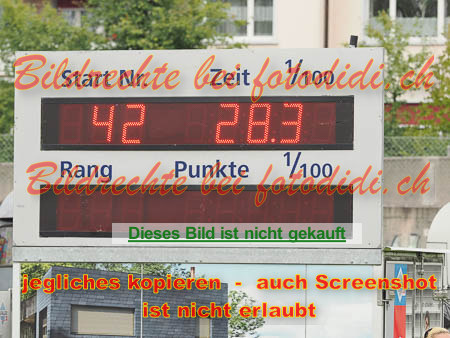 Bildrechte bei fotodidi.ch
Start Nr. Zeit 1/100
42 28.3
Rang Punkte 1/100
Bildrechte bei fotodidi.ch
Dieses Bild ist nicht gekauft
jegliches kopieren - auch Screenshot
ist nicht erlaubt